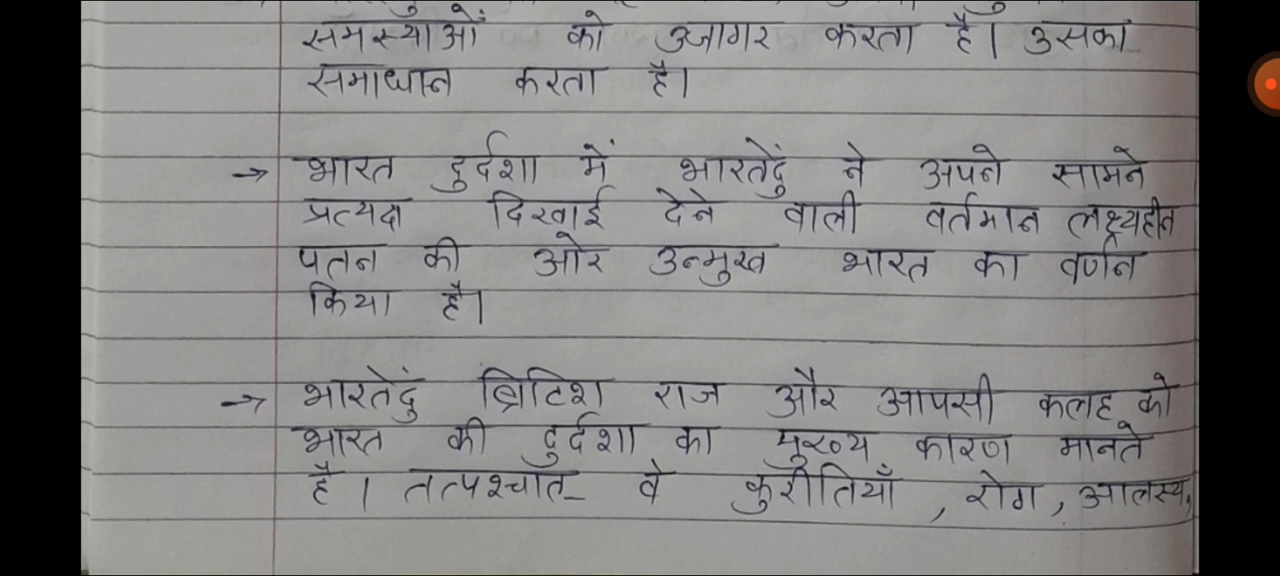 समस्याओं को उजागर करता है। उसका
समाधान करता है।
→ भारत दुर्दशा में भारतेंदु ने अपने सामने
प्रत्यक्ष दिखाई देने वाली वर्तमान लक्ष्यहीन
पतन की ओर उन्मुख भारत का वर्णन
किया है।
→ भारतेंदु ब्रिटिश राज और आपसी कलह को
भारत की दुर्दशा का मुख्य कारण मानते
है। तत्पश्चात् वे कुरीतियाँ, रोग, आलस्य,